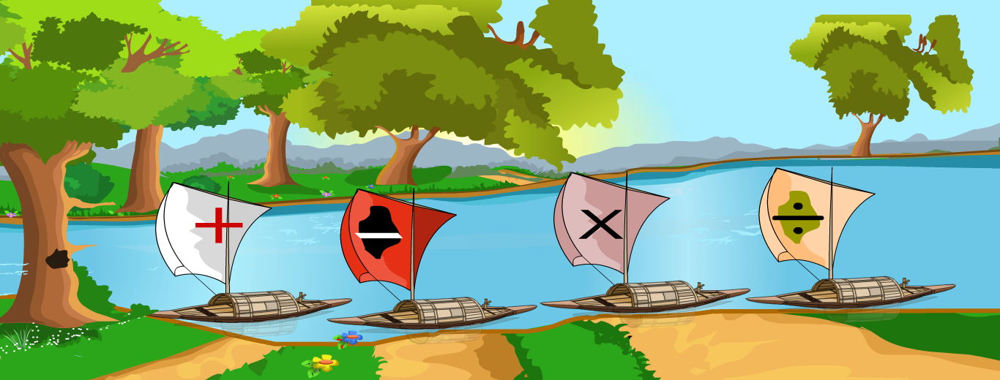 + − × ÷